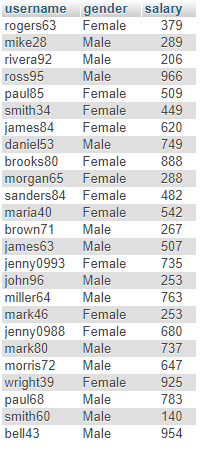 username gender salary
rogers63 Female 379
mike28 Male 289
rivera92 Male 206
ross95 Male 966
paul85 Female 509
smith34 Female 449
james84 Female 620
daniel53 Male 749
brooks80 Female 888
morgan65 Female 288
sanders84 Female 482
maria40 Female 542
brown71 Male 267
james63 Male 507
jenny0993 Female 735
john96 Male 253
miller64 Male 763
mark46 Female 253
jenny0988 Female 680
mark80 Male 737
morris72 Male 647
wright39 Female 925
paul68 Male 783
smith60 Male 140
bell43 Male 954